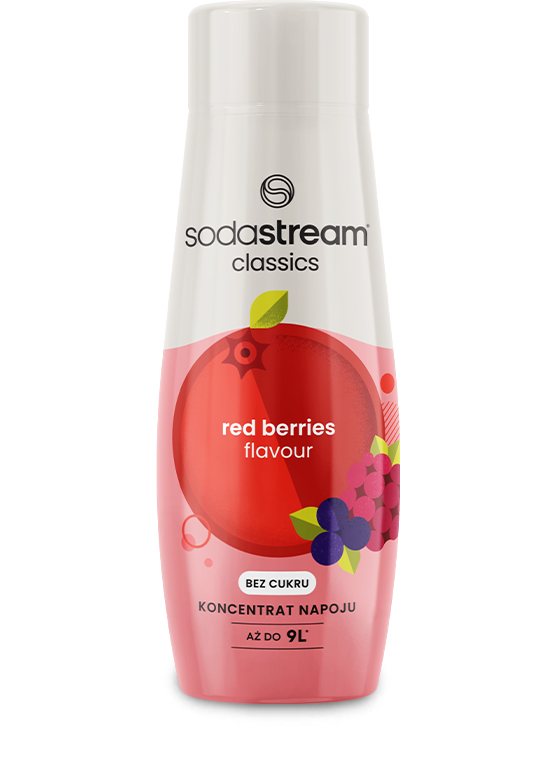 sodastream
classics
red berries
flavour
BEZ CUKRU
KONCENTRAT NAPOJU
AŻ DO 9L*